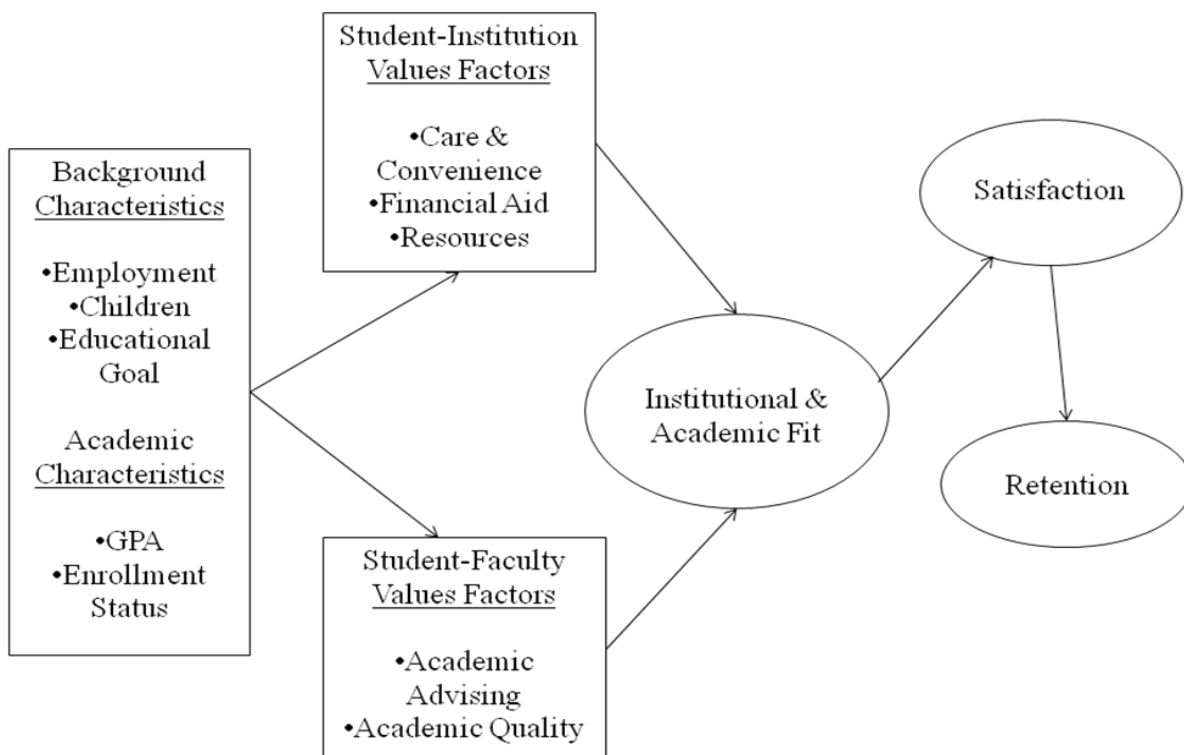 Background
Characteristics
•Employment
•Children
•Educational
Goal
Academic
Characteristics
•GPA
•Enrollment
Status
Student-Institution
Values Factors
•Care &
Convenience
•Financial Aid
•Resources
Student-Faculty
Values Factors
•Academic
Advising
•Academic Quality
Institutional &
Academic Fit
Satisfaction
Retention